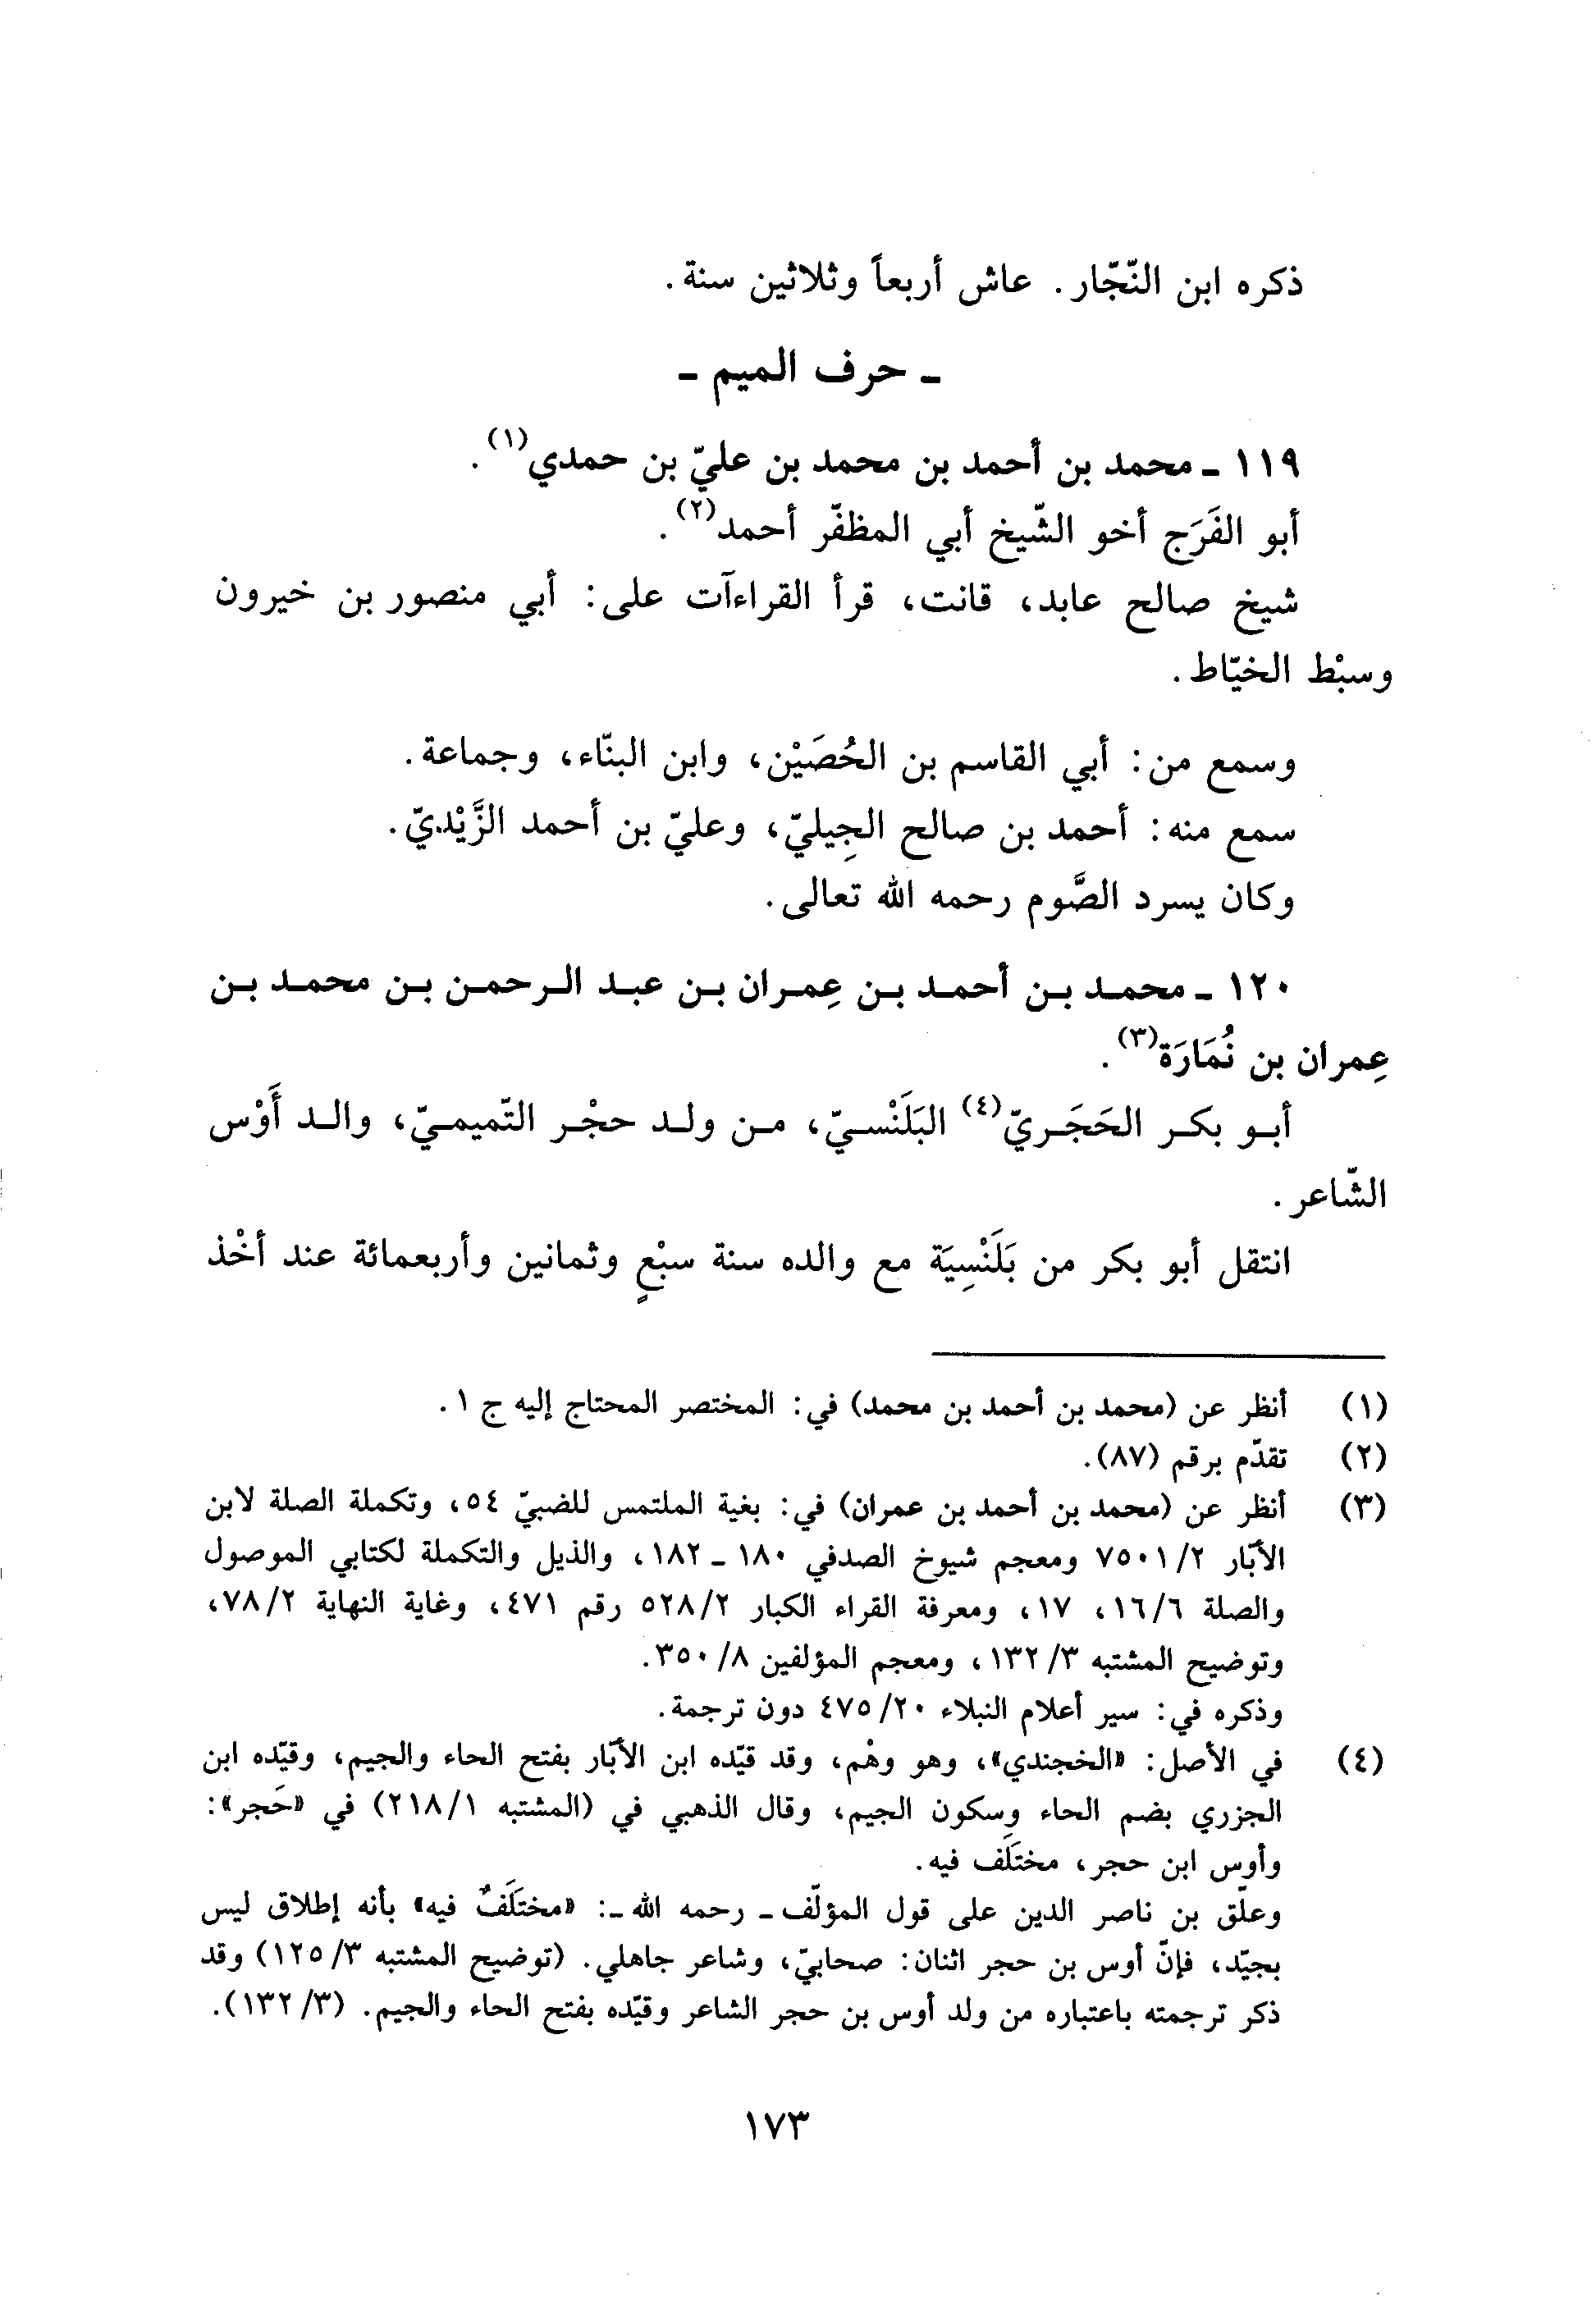 ذكره ابن النّجّار. عاش أربعاً وثلاثين سنة.
- حرف الميم -
١١٩ - محمد بن أحمد بن محمد بن عليّ بن حمدي(١).
أبو الفَرَج أخو الشّيخ أبي المظفّر أحمد(٢).
شيخ صالح عابد، قانت، قرأ القراءآت على: أبي منصور بن خيرون
وسبْط الخيّاط.
وسمع من: أبي القاسم بن الحُصَيْن، وابن البنّاء، وجماعة.
سمع منه: أحمد بن صالح الجِيليّ، وعليّ بن أحمد الزَّيْديّ.
وكان يسرد الصَّوم رحمه الله تعالى.
١٢٠ - محمد بن أحمد بن عِمران بن عبد الرحمن بن محمد بن
عِمران بن نُمَارَة(٣).
أبو بكر الحَجَريّ(٤) البَلَنْسيّ، من ولد حجْر التّميميّ، والد أَوْس
الشّاعر.
انتقل أبو بكر من بَلَنْسِيَة مع والده سنة سبْعٍ وثمانين وأربعمائة عند أخْذ
(١) أنظر عن (محمد بن أحمد بن محمد) في: المختصر المحتاج إليه ج ١.
(٢) تقدّم برقم (٨٧).
(٣) أنظر عن (محمد بن أحمد بن عمران) في: بغية الملتمس للضبيّ ٥٤، وتكملة الصلة لابن
الأبّار ٢/ ٧٥٠١ ومعجم شيوخ الصدفي ١٨٠ - ١٨٢، والذيل والتكملة لكتابي الموصول
والصلة ٦/ ١٦، ١٧، ومعرفة القراء الكبار ٢/ ٥٢٨ رقم ٤٧١، وغاية النهاية ٢/ ٧٨،
وتوضيح المشتبه ٣/ ١٣٢، ومعجم المؤلفين ٨/ ٣٥٠.
وذكره في: سير أعلام النبلاء ٢٠/ ٤٧٥ دون ترجمة.
(٤) في الأصل: «الخجندي»، وهو وهْم، وقد قيّده ابن الأبّار بفتح الحاء والجيم، وقيّده ابن
الجزري بضم الحاء وسكون الجيم، وقال الذهبي في (المشتبه ١/ ٢١٨) في «حَجر»:
وأوس ابن حجر، مختَلَف فيه.
وعلّق بن ناصر الدين على قول المؤلّف - رحمه الله -: «مختَلَفٌ فيه» بأنه إطلاق ليس
بجيّد، فإنّ أوس بن حجر اثنان: صحابيّ، وشاعر جاهلي. (توضيح المشتبه ٣/ ١٢٥) وقد
ذكر ترجمته باعتباره من ولد أوس بن حجر الشاعر وقيّده بفتح الحاء والجيم. (٣/ ١٣٢).
١٧٣